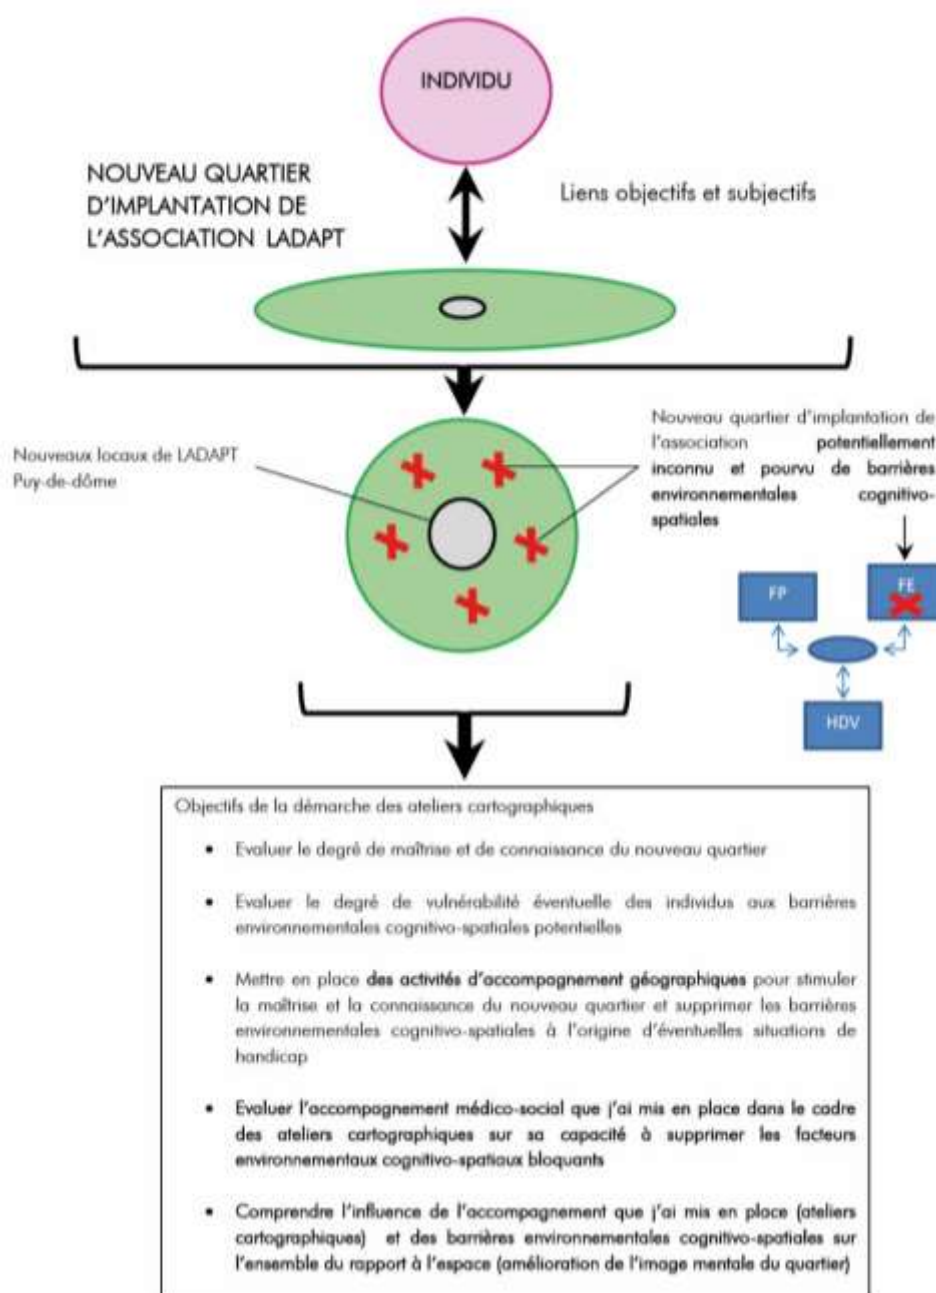 INDIVIDU
NOUVEAU QUARTIER
D'IMPLANTATION DE
L'ASSOCIATION LADAPT
Liens objectifs et subjectifs
Nouveaux locaux de LADAPT
Puy-de-dôme
Nouveau quartier d'implantation de
l'association potentiellement
inconnu et pourvu de barrières
environnementales cognitivo-
spatiales
FP
FE
HDV
Objectifs de la démarche des ateliers cartographiques
• Evaluer le degré de maîtrise et de connaissance du nouveau quartier
• Evaluer le degré de vulnérabilité éventuelle des individus aux barrières
environnementales cognitivo-spatiales potentielles
• Mettre en place des activités d'accompagnement géographiques pour stimuler
la maîtrise et la connaissance du nouveau quartier et supprimer les barrières
environnementales cognitivo-spatiales à l'origine d'éventuelles situations de
handicap
• Evaluer l'accompagnement médico-social que j'ai mis en place dans le cadre
des ateliers cartographiques sur sa capacité à supprimer les facteurs
environnementaux cognitivo-spatiaux bloquants
• Comprendre l'influence de l'accompagnement que j'ai mis en place (ateliers
cartographiques) et des barrières environnementales cognitivo-spatiales sur
l'ensemble du rapport à l'espace (amélioration de l'image mentale du quartier)